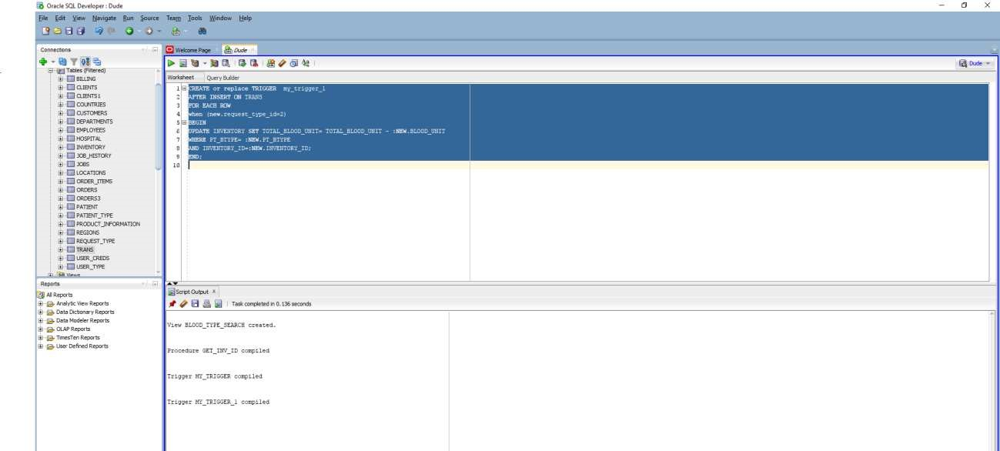 Oracle SQL Developer : Dude
File Edit View Navigate Run Source Team Tools Window Help
Connections
Welcome Page
Dude
Dude
Tables (Filtered)
BILLING
CLIENTS
CLIENTS1
COUNTRIES
CUSTOMERS
DEPARTMENTS
EMPLOYEES
HOSPITAL
INVENTORY
JOB_HISTORY
JOBS
LOCATIONS
ORDER_ITEMS
ORDERS
ORDERS3
PATIENT
PATIENT_TYPE
PRODUCT_INFORMATION
REGIONS
REQUEST_TYPE
TRANS
USER_CREDS
USER_TYPE
Views
Reports
All Reports
Analytic View Reports
Data Dictionary Reports
Data Modeler Reports
OLAP Reports
TimesTen Reports
User Defined Reports
Worksheet Query Builder
1 CREATE or replace TRIGGER my_trigger_1
2 AFTER INSERT ON TRANS
3 FOR EACH ROW
4 when (new.request_type_id=2)
5 BEGIN
6 UPDATE INVENTORY SET TOTAL_BLOOD_UNIT= TOTAL_BLOOD_UNIT - :NEW.BLOOD_UNIT
7 WHERE PT_BTYPE= :NEW.PT_BTYPE
8 AND INVENTORY_ID=:NEW.INVENTORY_ID;
9 END;
10
Script Output
Task completed in 0.136 seconds
View BLOOD_TYPE_SEARCH created.
Procedure GET_INV_ID compiled
Trigger MY_TRIGGER compiled
Trigger MY_TRIGGER_1 compiled